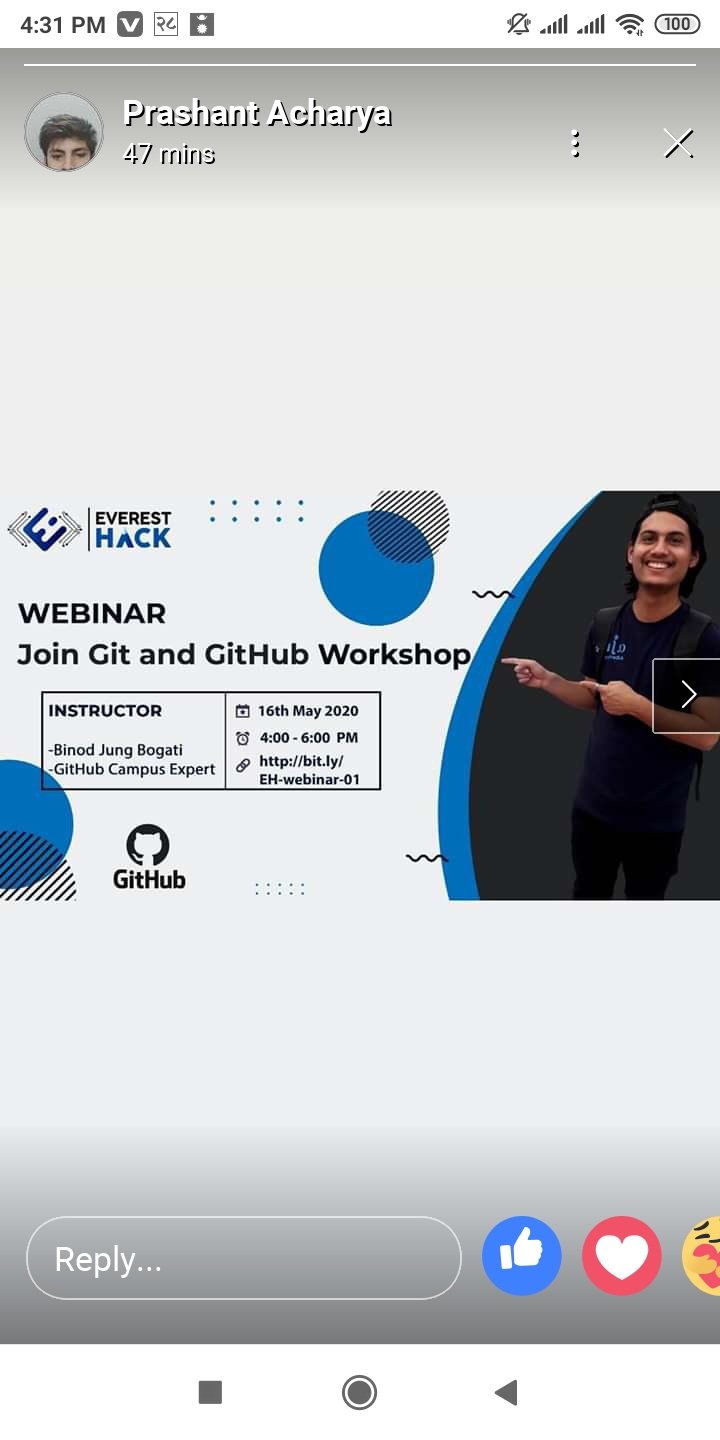 4:31 PM
२८
100
Prashant Acharya
47 mins
EVEREST
HACK
WEBINAR
Join Git and GitHub Workshop
INSTRUCTOR
-Binod Jung Bogati
-GitHub Campus Expert
16th May 2020
4:00 - 6:00 PM
http://bit.ly/
EH-webinar-01
GitHub
Reply...